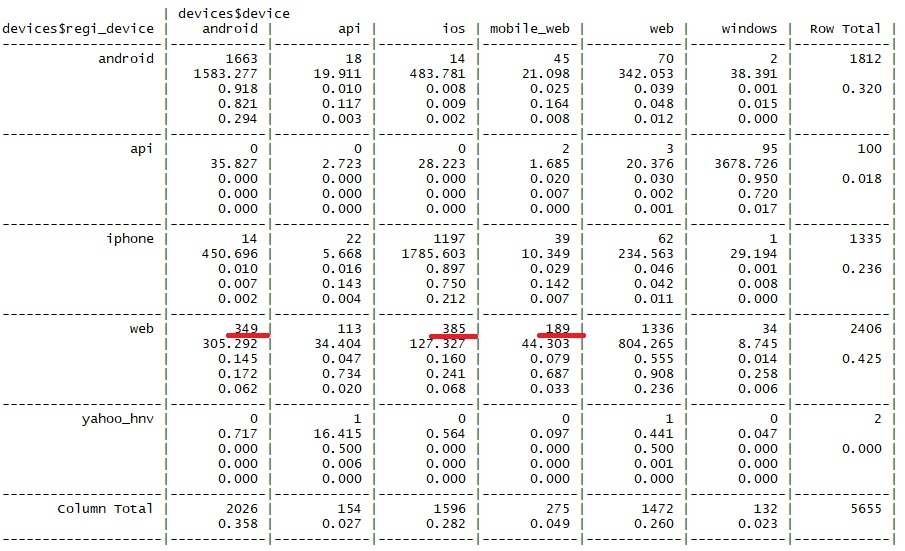 | devices$device
devices$regi_device | android | api | ios | mobile_web | web | windows | Row Total |
--------------------|-----------|-----------|-----------|-----------|-----------|-----------|-----------|
android | 1663 | 18 | 14 | 45 | 70 | 2 | 1812 |
| 1583.277 | 19.911 | 483.781 | 21.098 | 342.053 | 38.391 | |
| 0.918 | 0.010 | 0.008 | 0.025 | 0.039 | 0.001 | 0.320 |
| 0.821 | 0.117 | 0.009 | 0.164 | 0.048 | 0.015 | |
| 0.294 | 0.003 | 0.002 | 0.008 | 0.012 | 0.000 | |
--------------------|-----------|-----------|-----------|-----------|-----------|-----------|-----------|
api | 0 | 0 | 0 | 2 | 3 | 95 | 100 |
| 35.827 | 2.723 | 28.223 | 1.685 | 20.376 | 3678.726 | |
| 0.000 | 0.000 | 0.000 | 0.020 | 0.030 | 0.950 | 0.018 |
| 0.000 | 0.000 | 0.000 | 0.007 | 0.002 | 0.720 | |
| 0.000 | 0.000 | 0.000 | 0.000 | 0.001 | 0.017 | |
--------------------|-----------|-----------|-----------|-----------|-----------|-----------|-----------|
iphone | 14 | 22 | 1197 | 39 | 62 | 1 | 1335 |
| 450.696 | 5.668 | 1785.603 | 10.349 | 234.563 | 29.194 | |
| 0.010 | 0.016 | 0.897 | 0.029 | 0.046 | 0.001 | 0.236 |
| 0.007 | 0.143 | 0.750 | 0.142 | 0.042 | 0.008 | |
| 0.002 | 0.004 | 0.212 | 0.007 | 0.011 | 0.000 | |
--------------------|-----------|-----------|-----------|-----------|-----------|-----------|-----------|
web | 349 | 113 | 385 | 189 | 1336 | 34 | 2406 |
| 305.292 | 34.404 | 127.327 | 44.303 | 804.265 | 8.745 | |
| 0.145 | 0.047 | 0.160 | 0.079 | 0.555 | 0.014 | 0.425 |
| 0.172 | 0.734 | 0.241 | 0.687 | 0.908 | 0.258 | |
| 0.062 | 0.020 | 0.068 | 0.033 | 0.236 | 0.006 | |
--------------------|-----------|-----------|-----------|-----------|-----------|-----------|-----------|
yahoo_hnv | 0 | 1 | 0 | 0 | 1 | 0 | 2 |
| 0.717 | 16.415 | 0.564 | 0.097 | 0.441 | 0.047 | |
| 0.000 | 0.500 | 0.000 | 0.000 | 0.500 | 0.000 | 0.000 |
| 0.000 | 0.006 | 0.000 | 0.000 | 0.001 | 0.000 | |
| 0.000 | 0.000 | 0.000 | 0.000 | 0.000 | 0.000 | |
--------------------|-----------|-----------|-----------|-----------|-----------|-----------|-----------|
Column Total | 2026 | 154 | 1596 | 275 | 1472 | 132 | 5655 |
| 0.358 | 0.027 | 0.282 | 0.049 | 0.260 | 0.023 | |
--------------------|-----------|-----------|-----------|-----------|-----------|-----------|-----------|